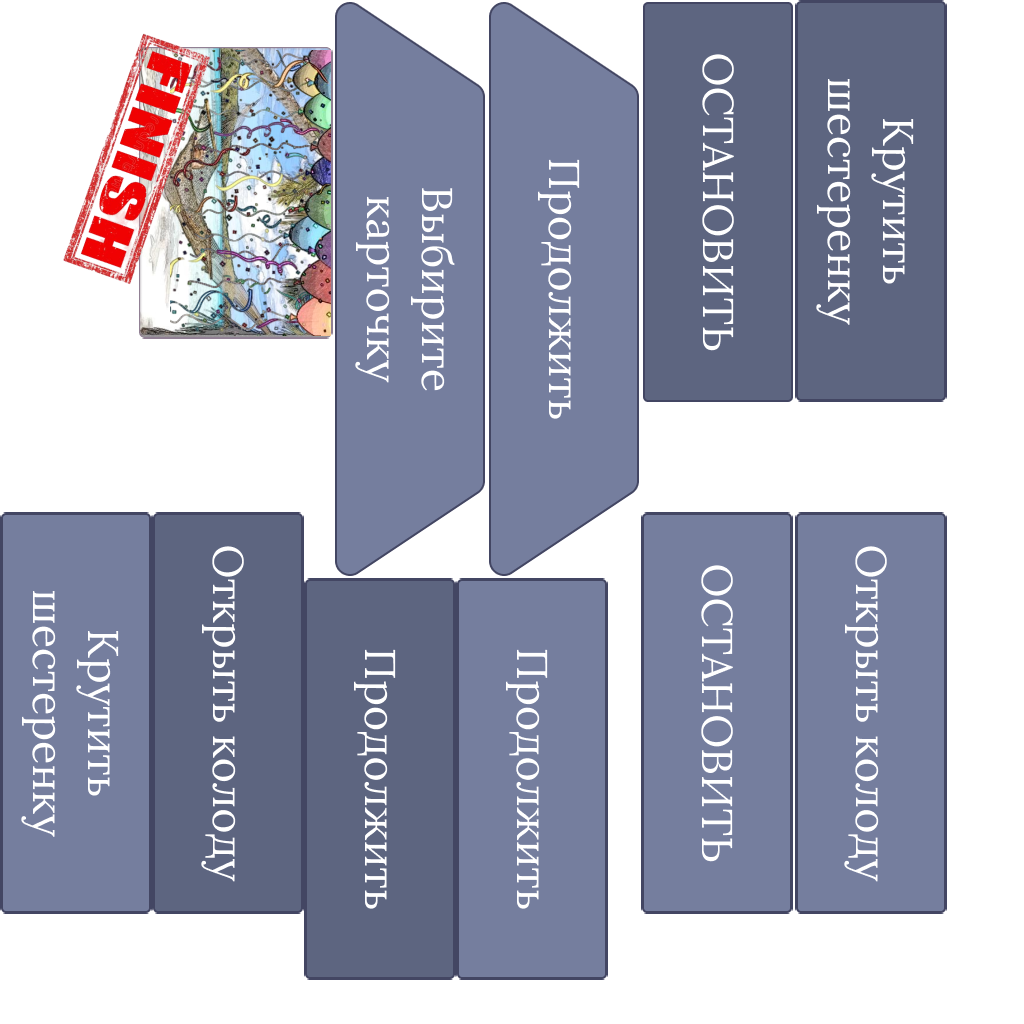 FINISH
Выбирите
карточку
Продолжить
ОСТАНОВИТЬ
Крутить
шестеренку
Крутить
шестеренку
Открыть колоду
Продолжить
Продолжить
ОСТАНОВИТЬ
Открыть колоду